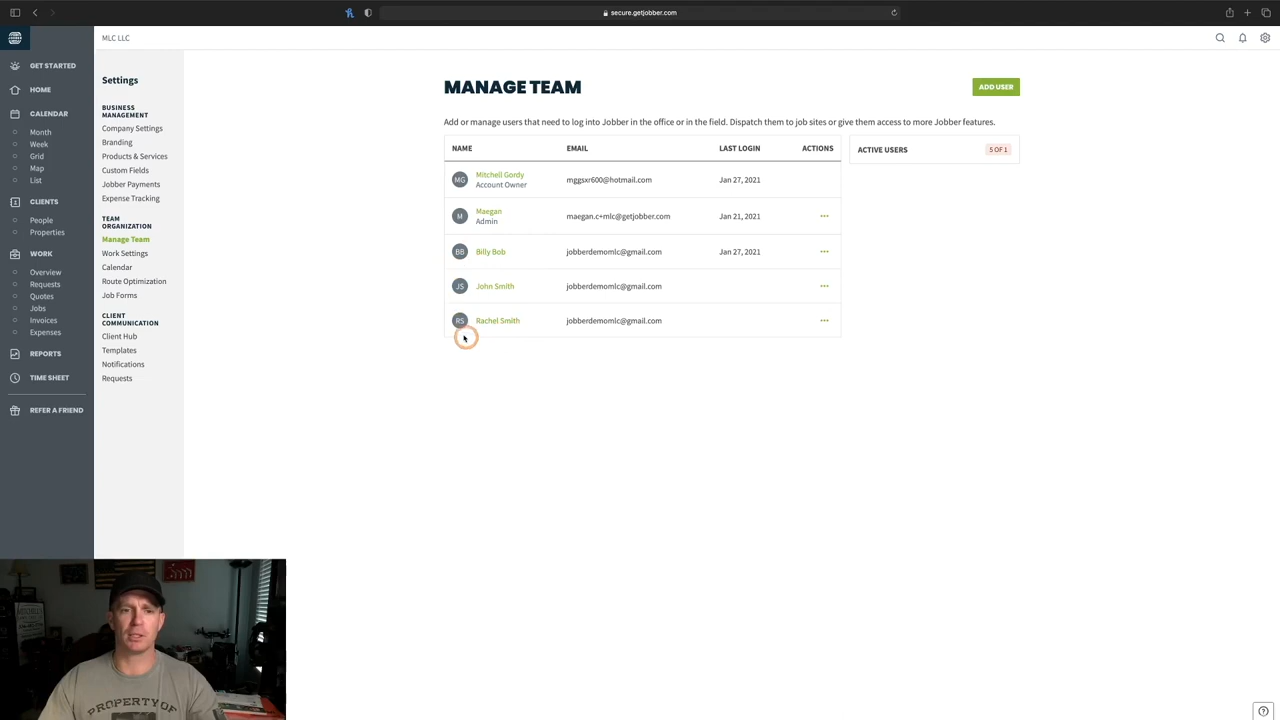 secure.getjobber.com
MLC LLC
GET STARTED
HOME
CALENDAR
Month
Week
Grid
Map
List
CLIENTS
People
Properties
WORK
Overview
Requests
Quotes
Jobs
Invoices
Expenses
REPORTS
TIME SHEET
REFER A FRIEND
Settings
BUSINESS
MANAGEMENT
Company Settings
Branding
Products & Services
Custom Fields
Jobber Payments
Expense Tracking
TEAM
ORGANIZATION
Manage Team
Work Settings
Calendar
Route Optimization
Job Forms
CLIENT
COMMUNICATION
Client Hub
Templates
Notifications
Requests
MANAGE TEAM
ADD USER
Add or manage users that need to log into Jobber in the office or in the field. Dispatch them to job sites or give them access to more Jobber features.
NAME EMAIL LAST LOGIN ACTIONS
MG Mitchell Gordy mggsxr600@hotmail.com Jan 27, 2021
Account Owner
M Maegan maegan.c+mlc@getjobber.com Jan 21, 2021 •••
Admin
BB Billy Bob jobberdemomlc@gmail.com Jan 27, 2021 •••
JS John Smith jobberdemomlc@gmail.com •••
RS Rachel Smith jobberdemomlc@gmail.com •••
ACTIVE USERS 5 OF 1
PROPERTY OF